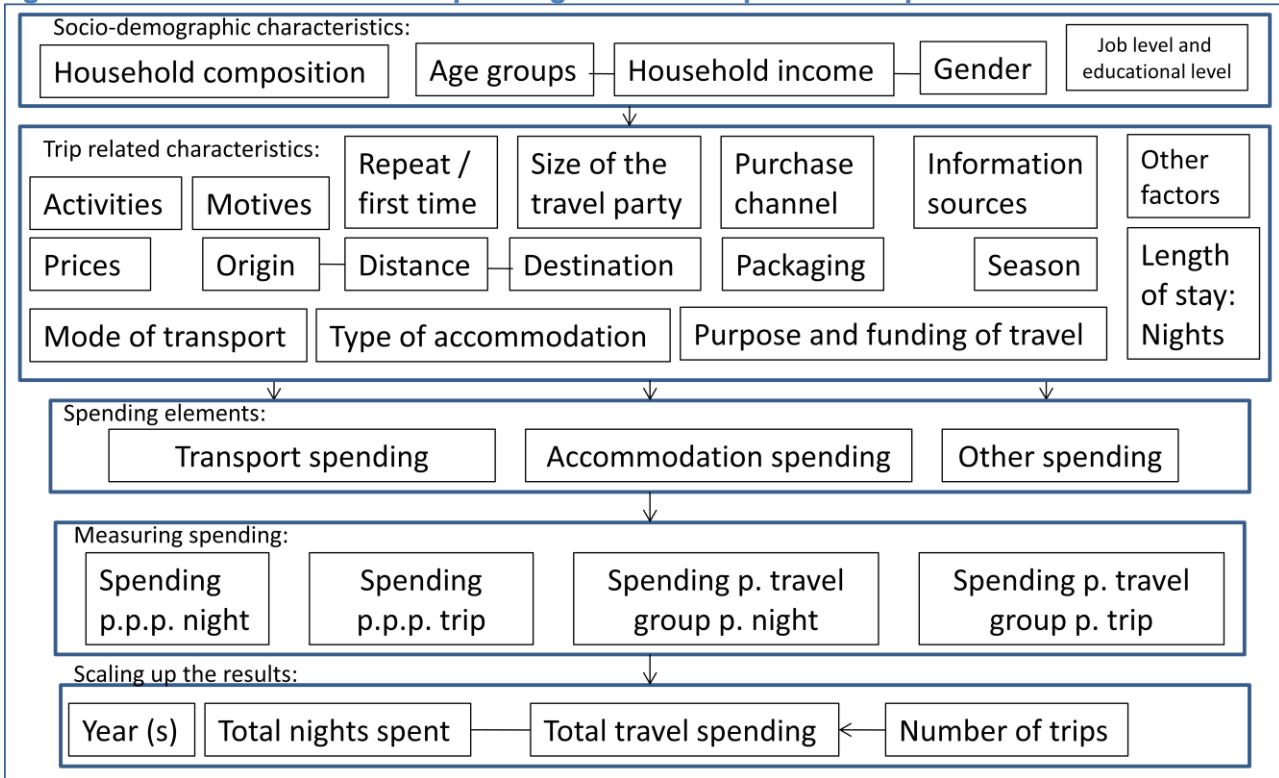 Socio-demographic characteristics:
Household composition
Age groups
Household income
Gender
Job level and
educational level
Trip related characteristics:
Activities
Motives
Repeat /
first time
Size of the
travel party
Purchase
channel
Information
sources
Other
factors
Prices
Origin
Distance
Destination
Packaging
Season
Length
of stay:
Nights
Mode of transport
Type of accommodation
Purpose and funding of travel
Spending elements:
Transport spending
Accommodation spending
Other spending
Measuring spending:
Spending
p.p.p. night
Spending
p.p.p. trip
Spending p. travel
group p. night
Spending p. travel
group p. trip
Scaling up the results:
Year (s)
Total nights spent
Total travel spending
Number of trips